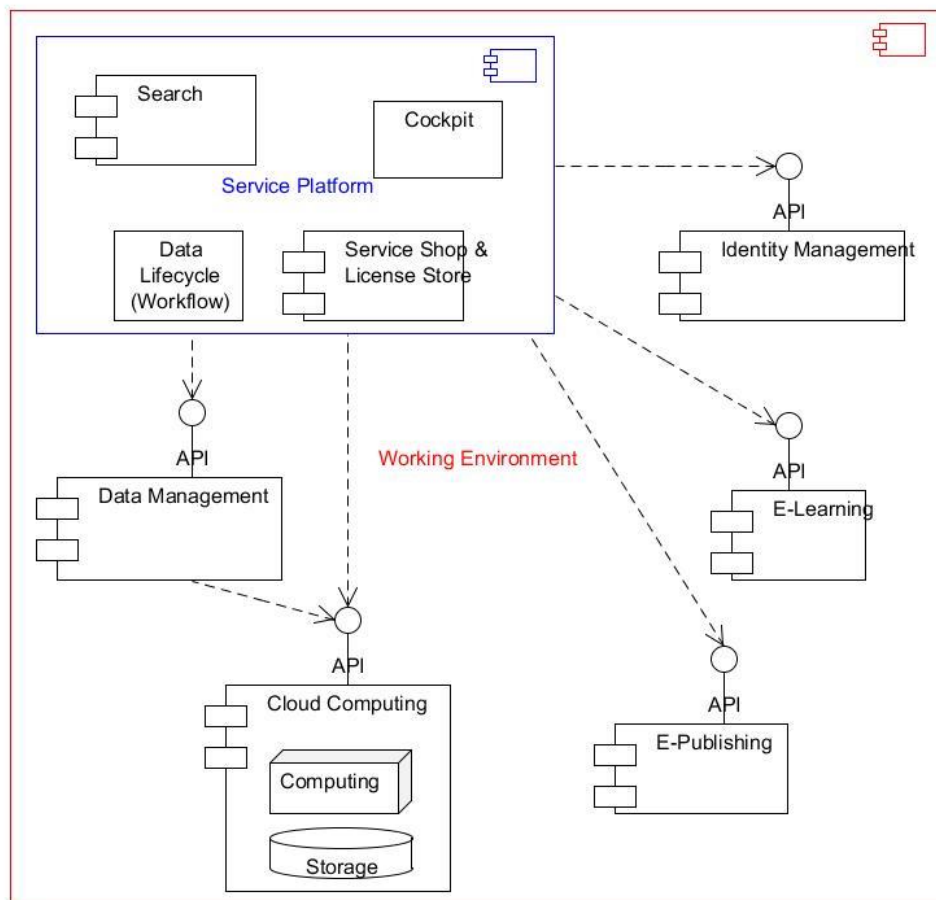 Search
Cockpit
Service Platform
Data
Lifecycle
(Workflow)
Service Shop &
License Store
API
Identity Management
API
Data Management
Working Environment
API
E-Learning
API
Cloud Computing
Computing
Storage
API
E-Publishing